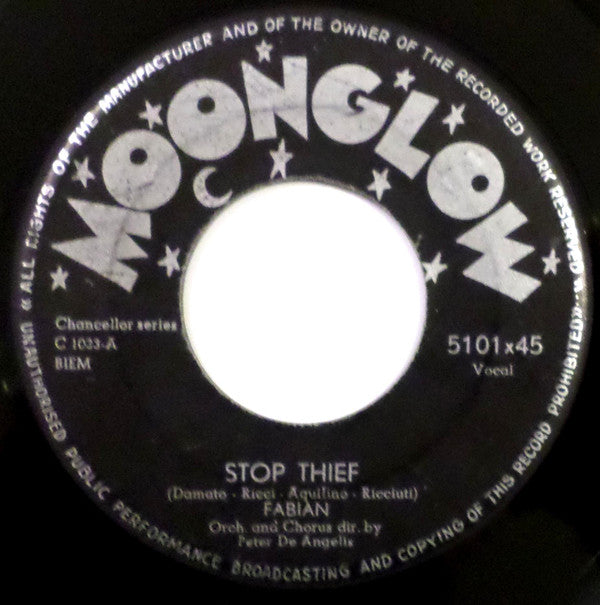 « ALL RIGHTS OF THE MANUFACTURER AND OF THE OWNER OF THE RECORDED WORK RESERVED «
MOONGLOW
Chancellor series
C 1033-A
BIEM
5101x45
Vocal
STOP THIEF
(Damato - Ricci - Aquilino - Ricciuti)
FABIAN
Orch. and Chorus dir. by
Peter De Angelis
UNAUTHORISED PUBLIC PERFORMANCE BROADCASTING AND COPYING OF THIS RECORD PROHIBITED»